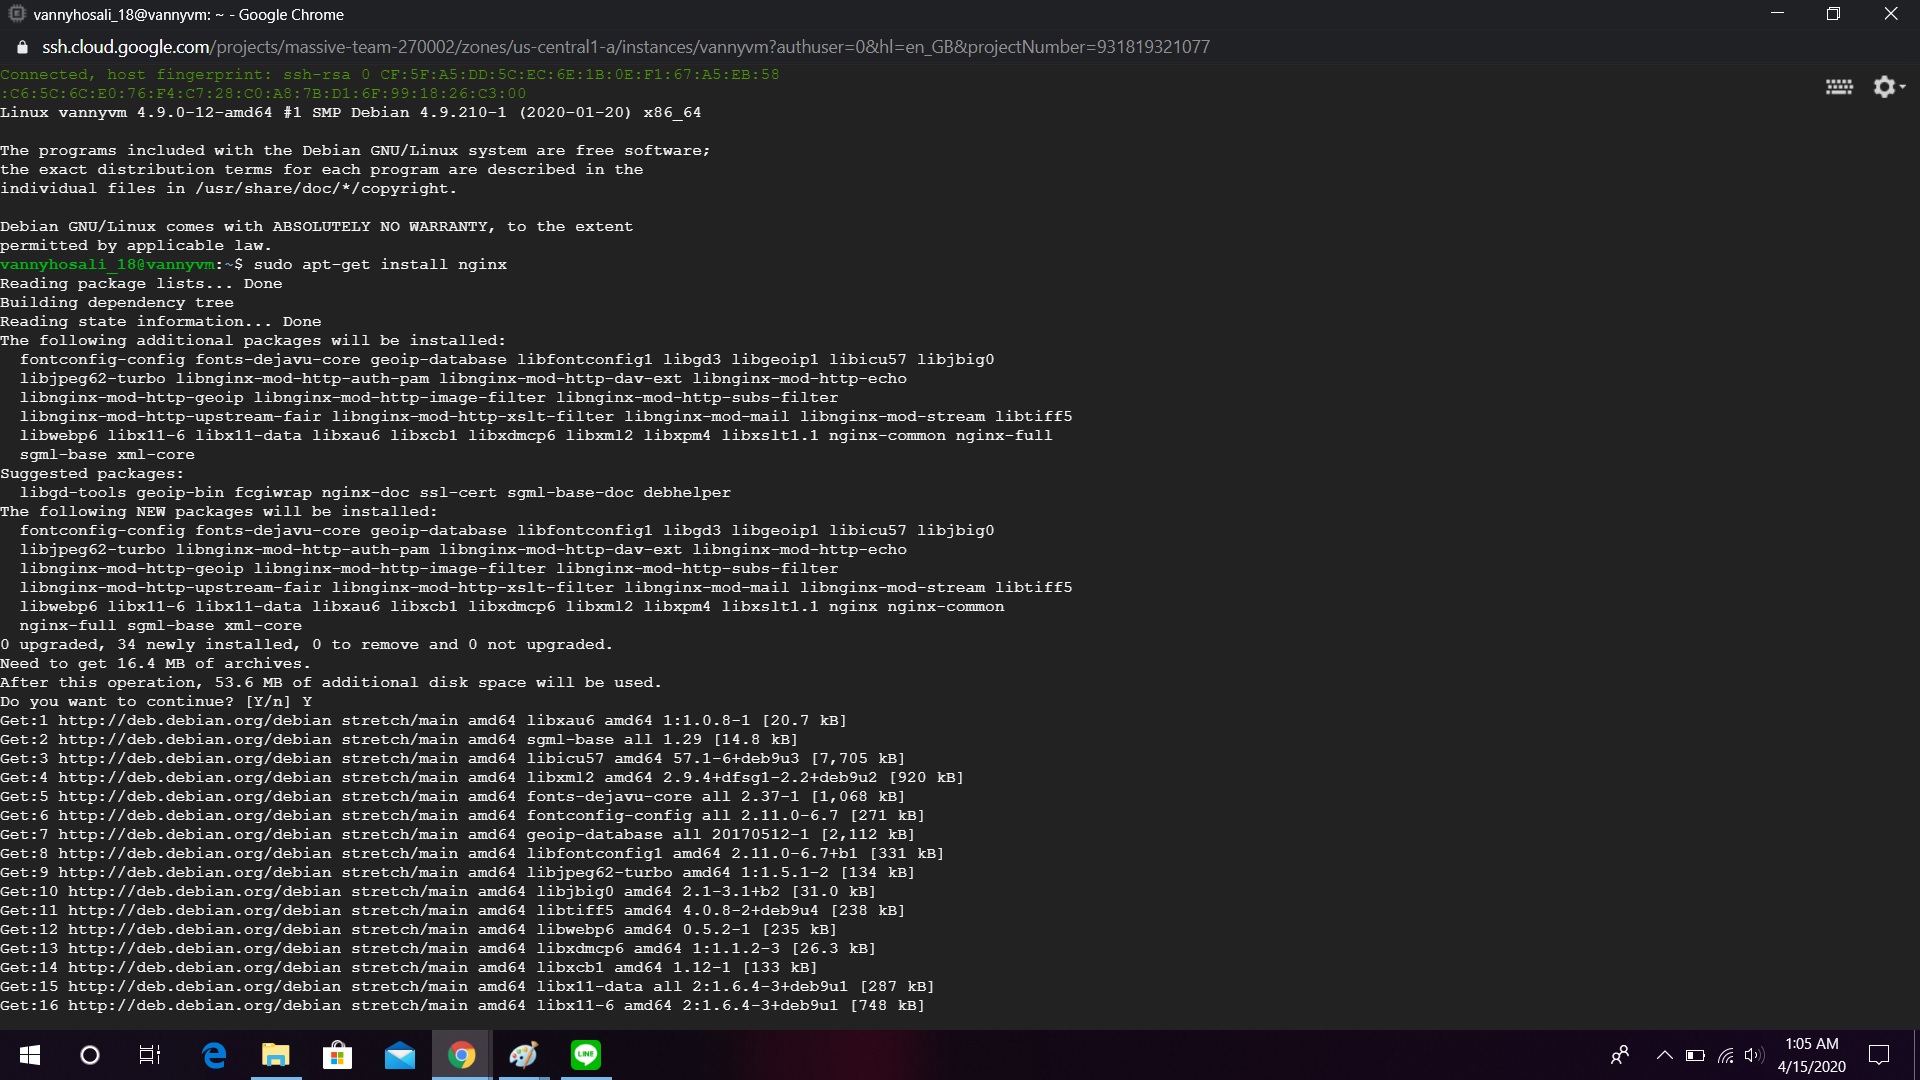 vannyhosali_18@vannyvm: ~ - Google Chrome
ssh.cloud.google.com/projects/massive-team-270002/zones/us-central1-a/instances/vannyvm?authuser=0&hl=en_GB&projectNumber=931819321077
Connected, host fingerprint: ssh-rsa 0 CF:5F:A5:DD:5C:EC:6E:1B:0E:F1:67:A5:EB:58
:C6:5C:6C:E0:76:F4:C7:28:C0:A8:7B:D1:6F:99:18:26:C3:00
Linux vannyvm 4.9.0-12-amd64 #1 SMP Debian 4.9.210-1 (2020-01-20) x86_64
The programs included with the Debian GNU/Linux system are free software;
the exact distribution terms for each program are described in the
individual files in /usr/share/doc/*/copyright.
Debian GNU/Linux comes with ABSOLUTELY NO WARRANTY, to the extent
permitted by applicable law.
vannyhosali_18@vannyvm:~$ sudo apt-get install nginx
Reading package lists... Done
Building dependency tree
Reading state information... Done
The following additional packages will be installed:
fontconfig-config fonts-dejavu-core geoip-database libfontconfig1 libgd3 libgeoip1 libicu57 libjbig0
libjpeg62-turbo libnginx-mod-http-auth-pam libnginx-mod-http-dav-ext libnginx-mod-http-echo
libnginx-mod-http-geoip libnginx-mod-http-image-filter libnginx-mod-http-subs-filter
libnginx-mod-http-upstream-fair libnginx-mod-http-xslt-filter libnginx-mod-mail libnginx-mod-stream libtiff5
libwebp6 libx11-6 libx11-data libxau6 libxcb1 libxdmcp6 libxml2 libxpm4 libxslt1.1 nginx-common nginx-full
sgml-base xml-core
Suggested packages:
libgd-tools geoip-bin fcgiwrap nginx-doc ssl-cert sgml-base-doc debhelper
The following NEW packages will be installed:
fontconfig-config fonts-dejavu-core geoip-database libfontconfig1 libgd3 libgeoip1 libicu57 libjbig0
libjpeg62-turbo libnginx-mod-http-auth-pam libnginx-mod-http-dav-ext libnginx-mod-http-echo
libnginx-mod-http-geoip libnginx-mod-http-image-filter libnginx-mod-http-subs-filter
libnginx-mod-http-upstream-fair libnginx-mod-http-xslt-filter libnginx-mod-mail libnginx-mod-stream libtiff5
libwebp6 libx11-6 libx11-data libxau6 libxcb1 libxdmcp6 libxml2 libxpm4 libxslt1.1 nginx nginx-common
nginx-full sgml-base xml-core
0 upgraded, 34 newly installed, 0 to remove and 0 not upgraded.
Need to get 16.4 MB of archives.
After this operation, 53.6 MB of additional disk space will be used.
Do you want to continue? [Y/n] Y
Get:1 http://deb.debian.org/debian stretch/main amd64 libxau6 amd64 1:1.0.8-1 [20.7 kB]
Get:2 http://deb.debian.org/debian stretch/main amd64 sgml-base all 1.29 [14.8 kB]
Get:3 http://deb.debian.org/debian stretch/main amd64 libicu57 amd64 57.1-6+deb9u3 [7,705 kB]
Get:4 http://deb.debian.org/debian stretch/main amd64 libxml2 amd64 2.9.4+dfsg1-2.2+deb9u2 [920 kB]
Get:5 http://deb.debian.org/debian stretch/main amd64 fonts-dejavu-core all 2.37-1 [1,068 kB]
Get:6 http://deb.debian.org/debian stretch/main amd64 fontconfig-config all 2.11.0-6.7 [271 kB]
Get:7 http://deb.debian.org/debian stretch/main amd64 geoip-database all 20170512-1 [2,112 kB]
Get:8 http://deb.debian.org/debian stretch/main amd64 libfontconfig1 amd64 2.11.0-6.7+b1 [331 kB]
Get:9 http://deb.debian.org/debian stretch/main amd64 libjpeg62-turbo amd64 1:1.5.1-2 [134 kB]
Get:10 http://deb.debian.org/debian stretch/main amd64 libjbig0 amd64 2.1-3.1+b2 [31.0 kB]
Get:11 http://deb.debian.org/debian stretch/main amd64 libtiff5 amd64 4.0.8-2+deb9u4 [238 kB]
Get:12 http://deb.debian.org/debian stretch/main amd64 libwebp6 amd64 0.5.2-1 [235 kB]
Get:13 http://deb.debian.org/debian stretch/main amd64 libxdmcp6 amd64 1:1.1.2-3 [26.3 kB]
Get:14 http://deb.debian.org/debian stretch/main amd64 libxcb1 amd64 1.12-1 [133 kB]
Get:15 http://deb.debian.org/debian stretch/main amd64 libx11-data all 2:1.6.4-3+deb9u1 [287 kB]
Get:16 http://deb.debian.org/debian stretch/main amd64 libx11-6 amd64 2:1.6.4-3+deb9u1 [748 kB]
LINE
1:05 AM
4/15/2020